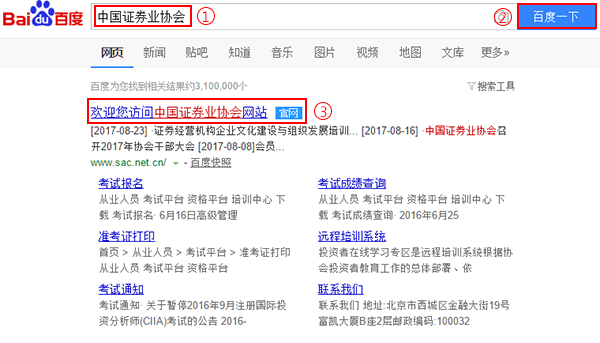 Bai du 百度 中国证券业协会 ① ② 百度一下
网页 新闻 贴吧 知道 音乐 图片 视频 地图 文库 更多»
百度为您找到相关结果约3,100,000个 搜索工具
欢迎您访问中国证券业协会网站 官网 ③
[2017-08-23] ·证券经营机构企业文化建设与组织发展培训... [2017-08-16] ·中国证券业协会召
开2017年协会干部大会 [2017-08-08]会员...
www.sac.net.cn/ - 百度快照
考试报名
从业人员 考试平台 资格平台 培训中心 下
载 考试报名· 6月16日高级管理
考试成绩查询
从业人员 考试平台 资格平台 培训中心 下
载 考试成绩查询· 2016年6月25
准考证打印
首页 > 从业人员 > 考试平台 > 准考证打印
从业人员 考试平台 资格平台
远程培训系统
投资者在线学习专区是远程培训系统根据协
会投资者教育工作的总体部署、依
考试通知
考试通知· 关于暂停2016年9月注册国际投
资分析师(CIIA)考试的公告 2016-
联系我们
联系我们 地址:北京市西城区金融大街19号
富凯大厦B座2层邮政编码:100032